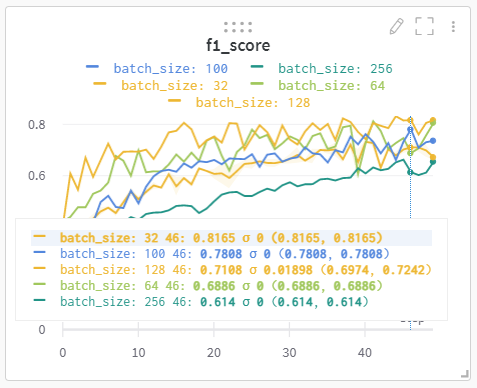 f1_score
batch_size: 100 batch_size: 256
batch_size: 32 batch_size: 64
batch_size: 128
0.8
0.6
batch_size: 32 46: 0.8165 σ 0 (0.8165, 0.8165)
batch_size: 100 46: 0.7808 σ 0 (0.7808, 0.7808)
batch_size: 128 46: 0.7108 σ 0.01898 (0.6974, 0.7242)
batch_size: 64 46: 0.6886 σ 0 (0.6886, 0.6886)
batch_size: 256 46: 0.614 σ 0 (0.614, 0.614)
0
0 10 20 30 40